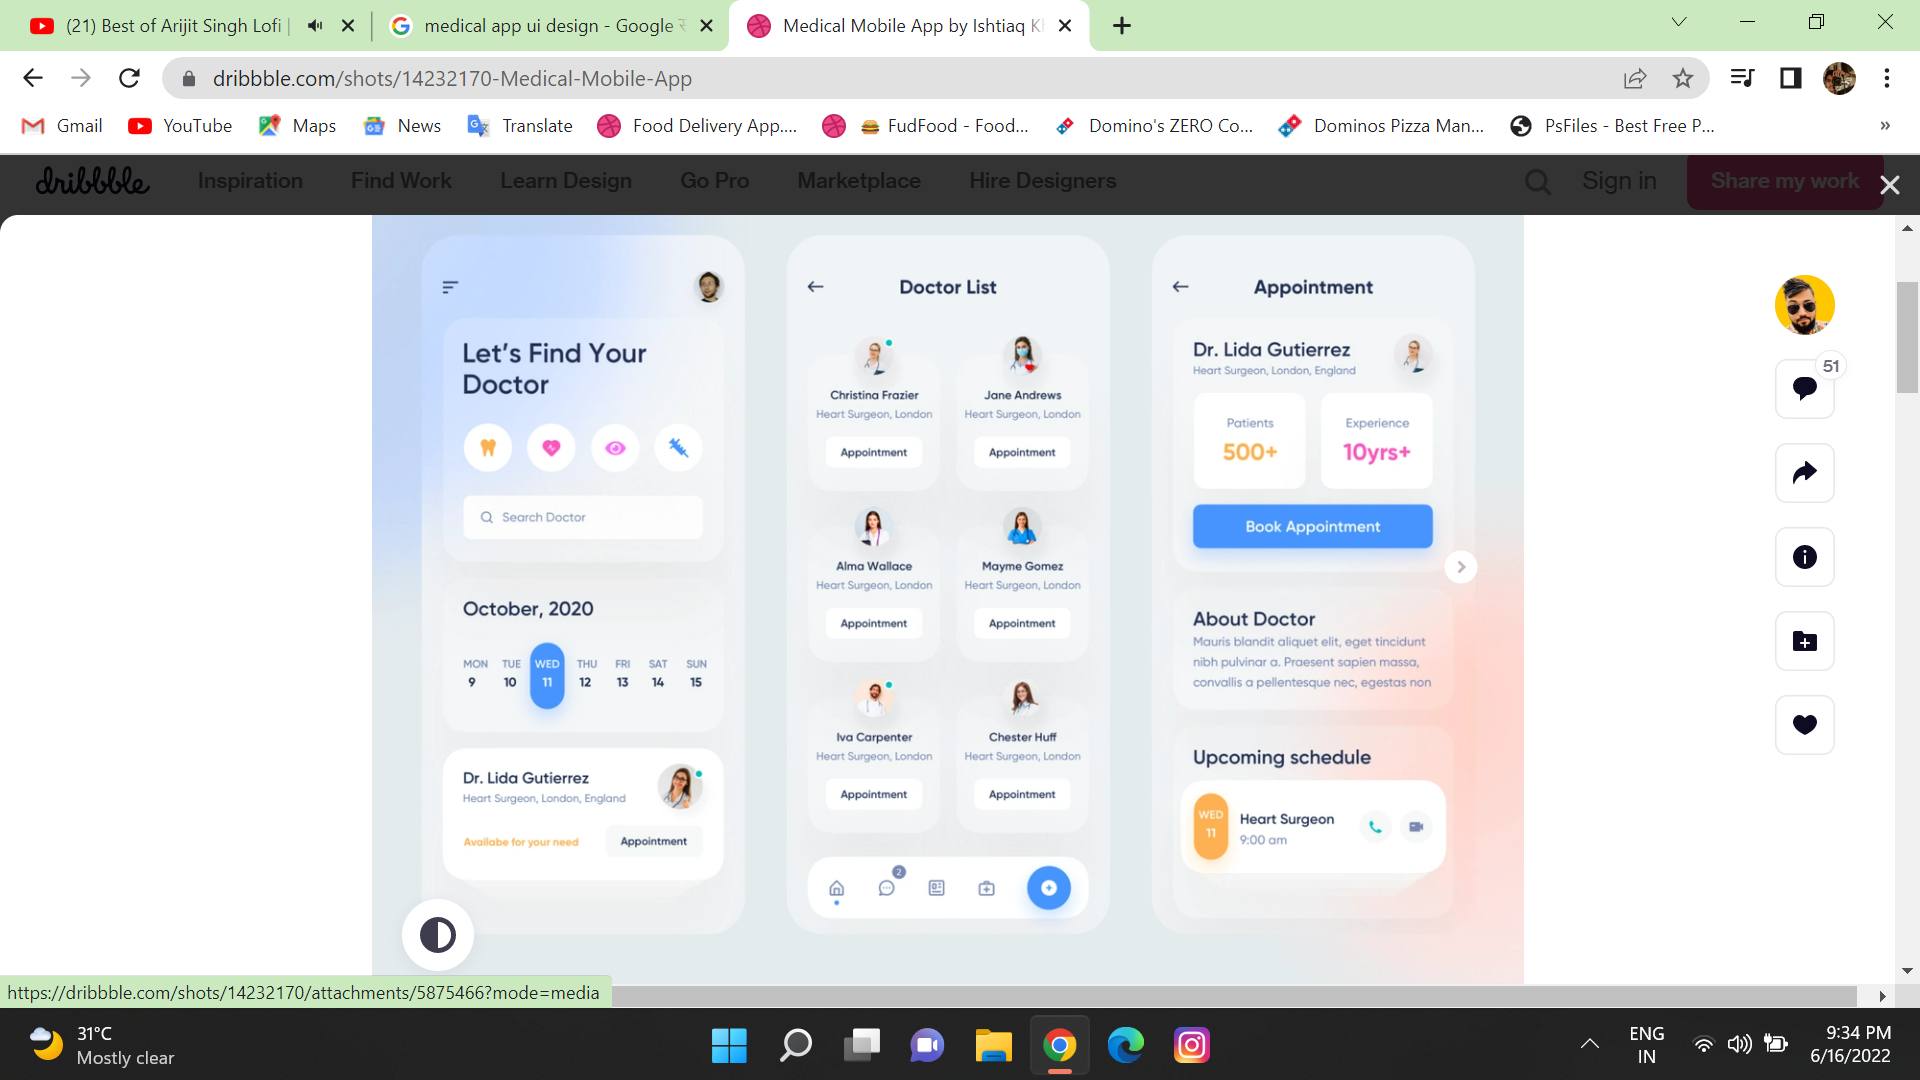 (21) Best of Arijit Singh Lofi |
medical app ui design - Google
Medical Mobile App by Ishtiaq
dribbble.com/shots/14232170-Medical-Mobile-App
Gmail YouTube Maps News Translate Food Delivery App.... FudFood - Food... Domino's ZERO Co... Dominos Pizza Man... PsFiles - Best Free P...
»
dribbble Inspiration Find Work Learn Design Go Pro Marketplace Hire Designers Sign in Share my work
Let's Find Your
Doctor
Search Doctor
October, 2020
MON TUE WED THU FRI SAT SUN
9 10 11 12 13 14 15
Dr. Lida Gutierrez
Heart Surgeon, London, England
Availabe for your need Appointment
Doctor List
Christina Frazier Jane Andrews
Heart Surgeon, London Heart Surgeon, London
Appointment Appointment
Alma Wallace Mayme Gomez
Heart Surgeon, London Heart Surgeon, London
Appointment Appointment
Iva Carpenter Chester Huff
Heart Surgeon, London Heart Surgeon, London
Appointment Appointment
2
Appointment
Dr. Lida Gutierrez
Heart Surgeon, London, England
Patients Experience
500+ 10yrs+
Book Appointment
About Doctor
Mauris blandit aliquet elit, eget tincidunt
nibh pulvinar a. Praesent sapien massa,
convallis a pellentesque nec, egestas non
Upcoming schedule
WED
11
Heart Surgeon
9:00 am
51
https://dribbble.com/shots/14232170/attachments/5875466?mode=media
31°C
Mostly clear
ENG
IN
9:34 PM
6/16/2022